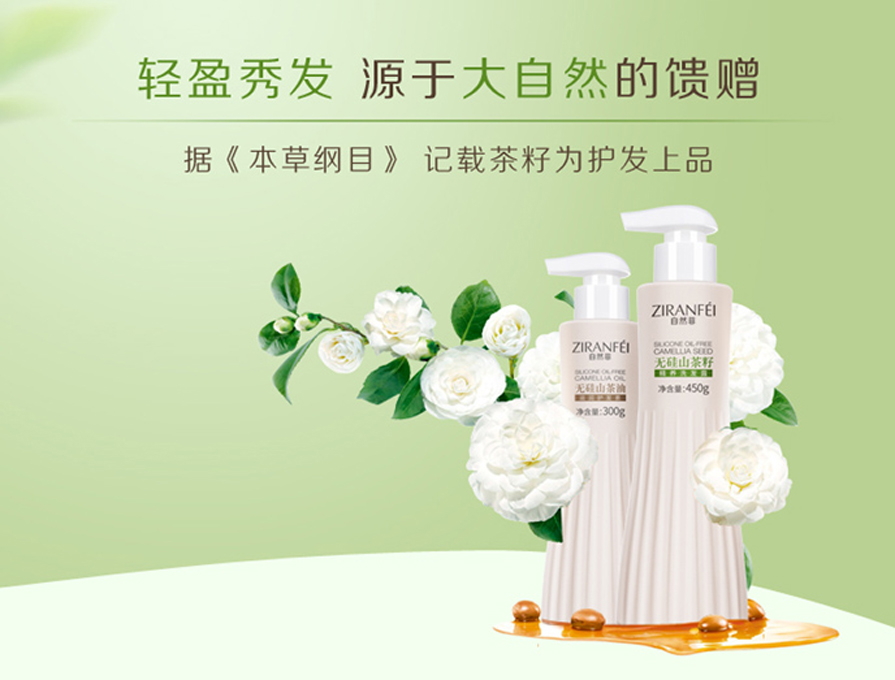 轻盈秀发 源于大自然的馈赠
据《本草纲目》 记载茶籽为护发上品
ZIRANFÉI
自然菲
SILICONE OIL-FREE
CAMELLIA OIL
无硅山茶油
净含量:300g
ZIRANFÉI
自然菲
SILICONE OIL-FREE
CAMELLIA SEED
无硅山茶籽
净含量:450g